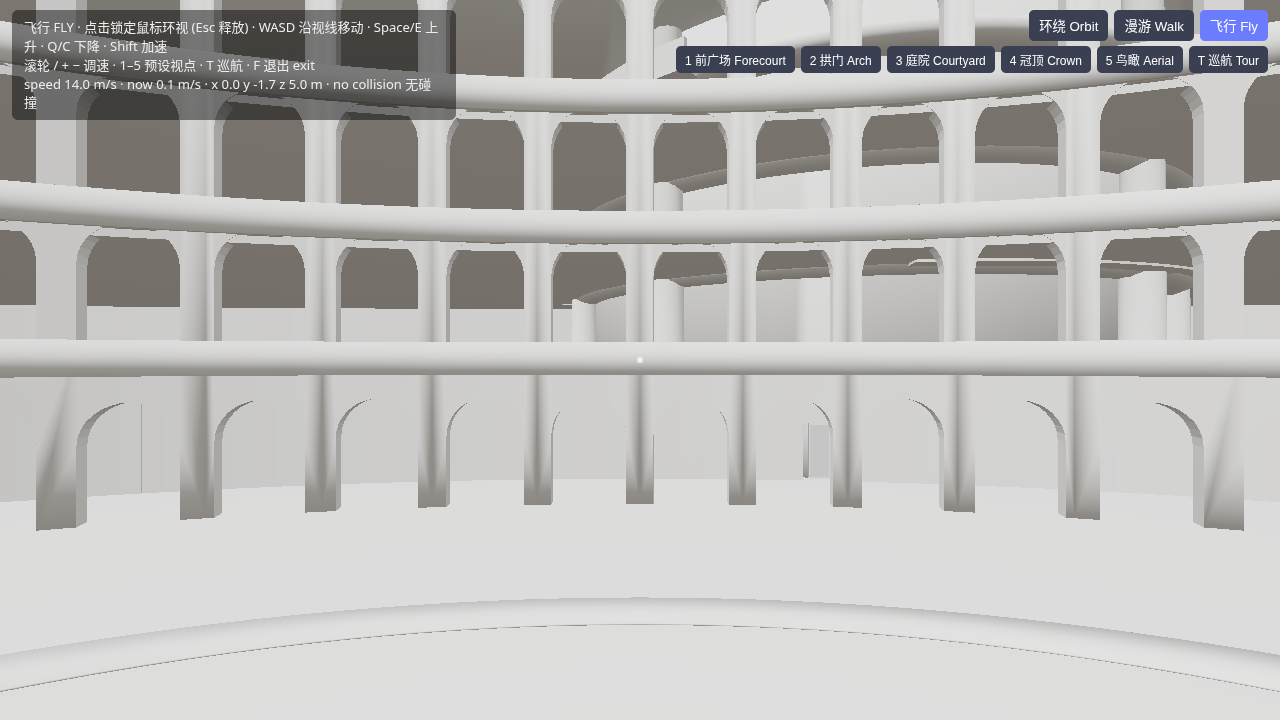 飞行 FLY · 点击锁定鼠标环视 (Esc 释放) · WASD 沿视线移动 · Space/E 上
升 · Q/C 下降 · Shift 加速
滚轮 / + − 调速 · 1–5 预设视点 · T 巡航 · F 退出 exit
speed 14.0 m/s · now 0.1 m/s · x 0.0 y -1.7 z 5.0 m · no collision 无碰
撞
环绕 Orbit 漫游 Walk 飞行 Fly
1 前广场 Forecourt 2 拱门 Arch 3 庭院 Courtyard 4 冠顶 Crown 5 鸟瞰 Aerial T 巡航 Tour